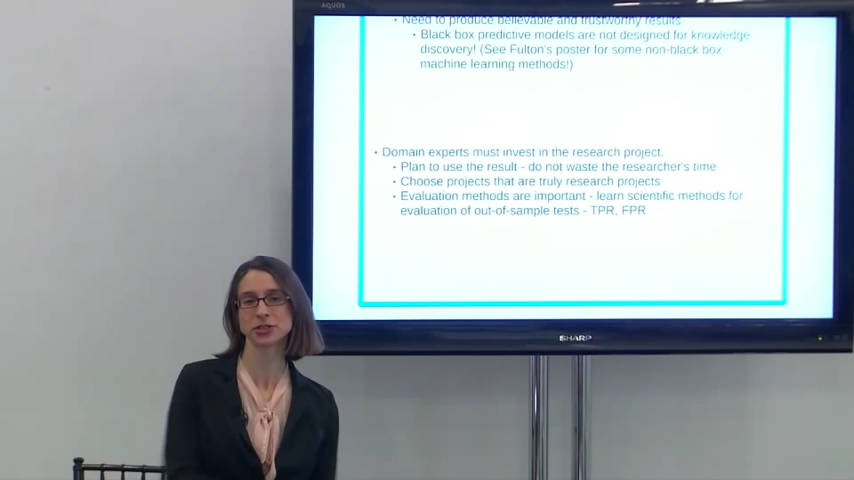 AQUOS
• Need to produce believable and trustworthy results
• Black box predictive models are not designed for knowledge
discovery! (See Fulton's poster for some non-black box
machine learning methods!)
• Domain experts must invest in the research project.
• Plan to use the result - do not waste the researcher's time
• Choose projects that are truly research projects
• Evaluation methods are important - learn scientific methods for
evaluation of out-of-sample tests - TPR, FPR
SHARP